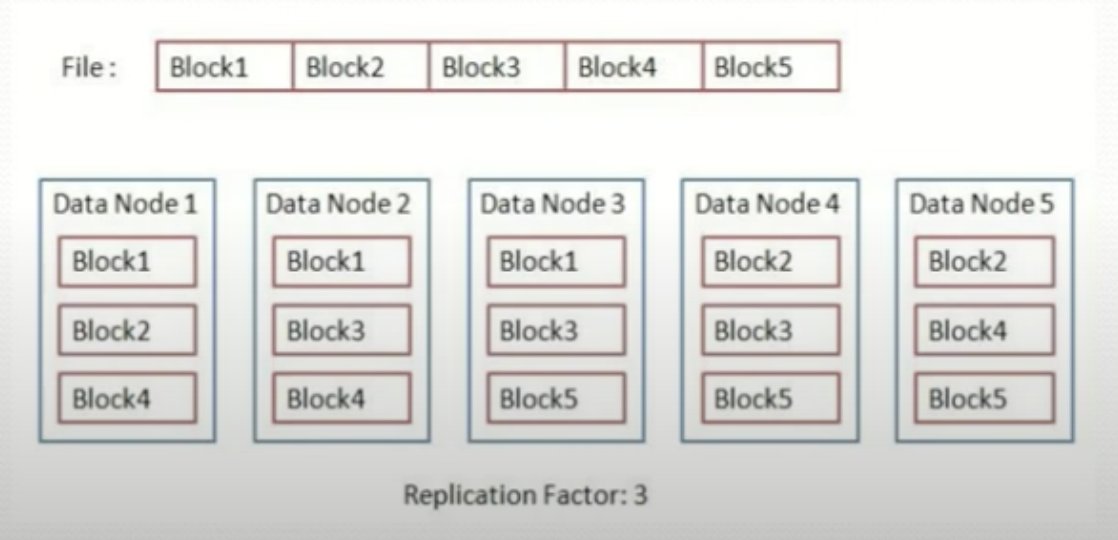 File: Block1 Block2 Block3 Block4 Block5
Data Node 1 Data Node 2 Data Node 3 Data Node 4 Data Node 5
Block1 Block1 Block1 Block2 Block2
Block2 Block3 Block3 Block3 Block4
Block4 Block4 Block5 Block5 Block5
Replication Factor: 3